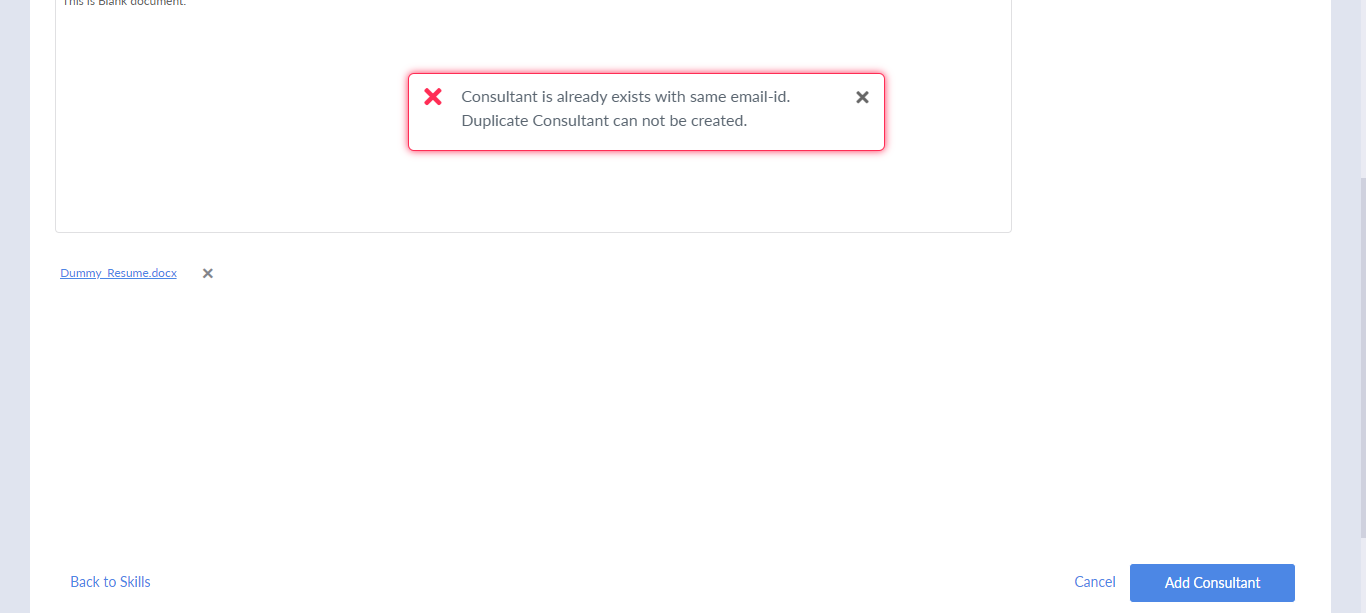 This is Blank document.
Consultant is already exists with same email-id.
Duplicate Consultant can not be created.
Dummy_Resume.docx
Back to Skills
Cancel
Add Consultant